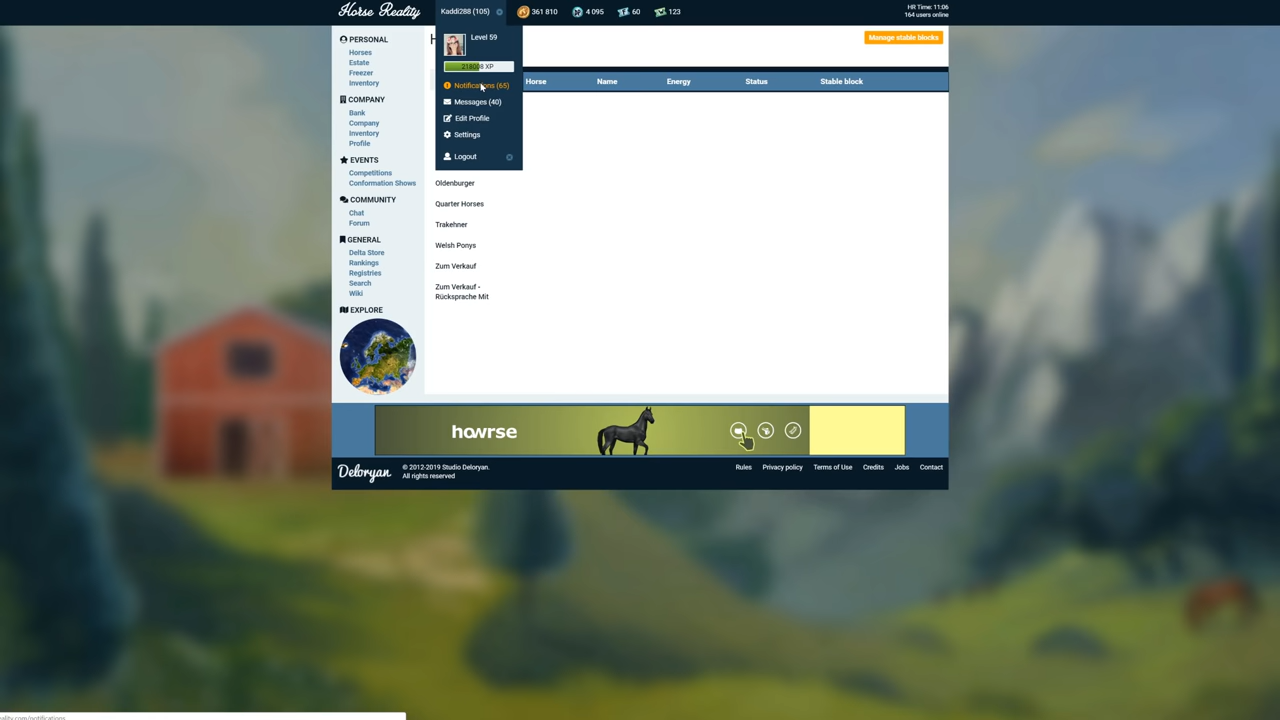 Horse Reality
Kaddi288 (105)
361 810
4 095
60
123
HR Time: 11:06
164 users online
Level 59
Notifications (65)
Messages (40)
Edit Profile
Settings
Logout
PERSONAL
Horses
Estate
Freezer
Inventory
COMPANY
Bank
Company
Inventory
Profile
EVENTS
Competitions
Conformation Shows
COMMUNITY
Chat
Forum
GENERAL
Delta Store
Rankings
Registries
Search
Wiki
EXPLORE
H
Manage stable blocks
Horse
Name
Energy
Status
Stable block
Oldenburger
Quarter Horses
Trakehner
Welsh Ponys
Zum Verkauf
Zum Verkauf -
Rücksprache Mit
howrse
Deloryan
© 2012-2019 Studio Deloryan.
All rights reserved
Rules
Privacy policy
Terms of Use
Credits
Jobs
Contact